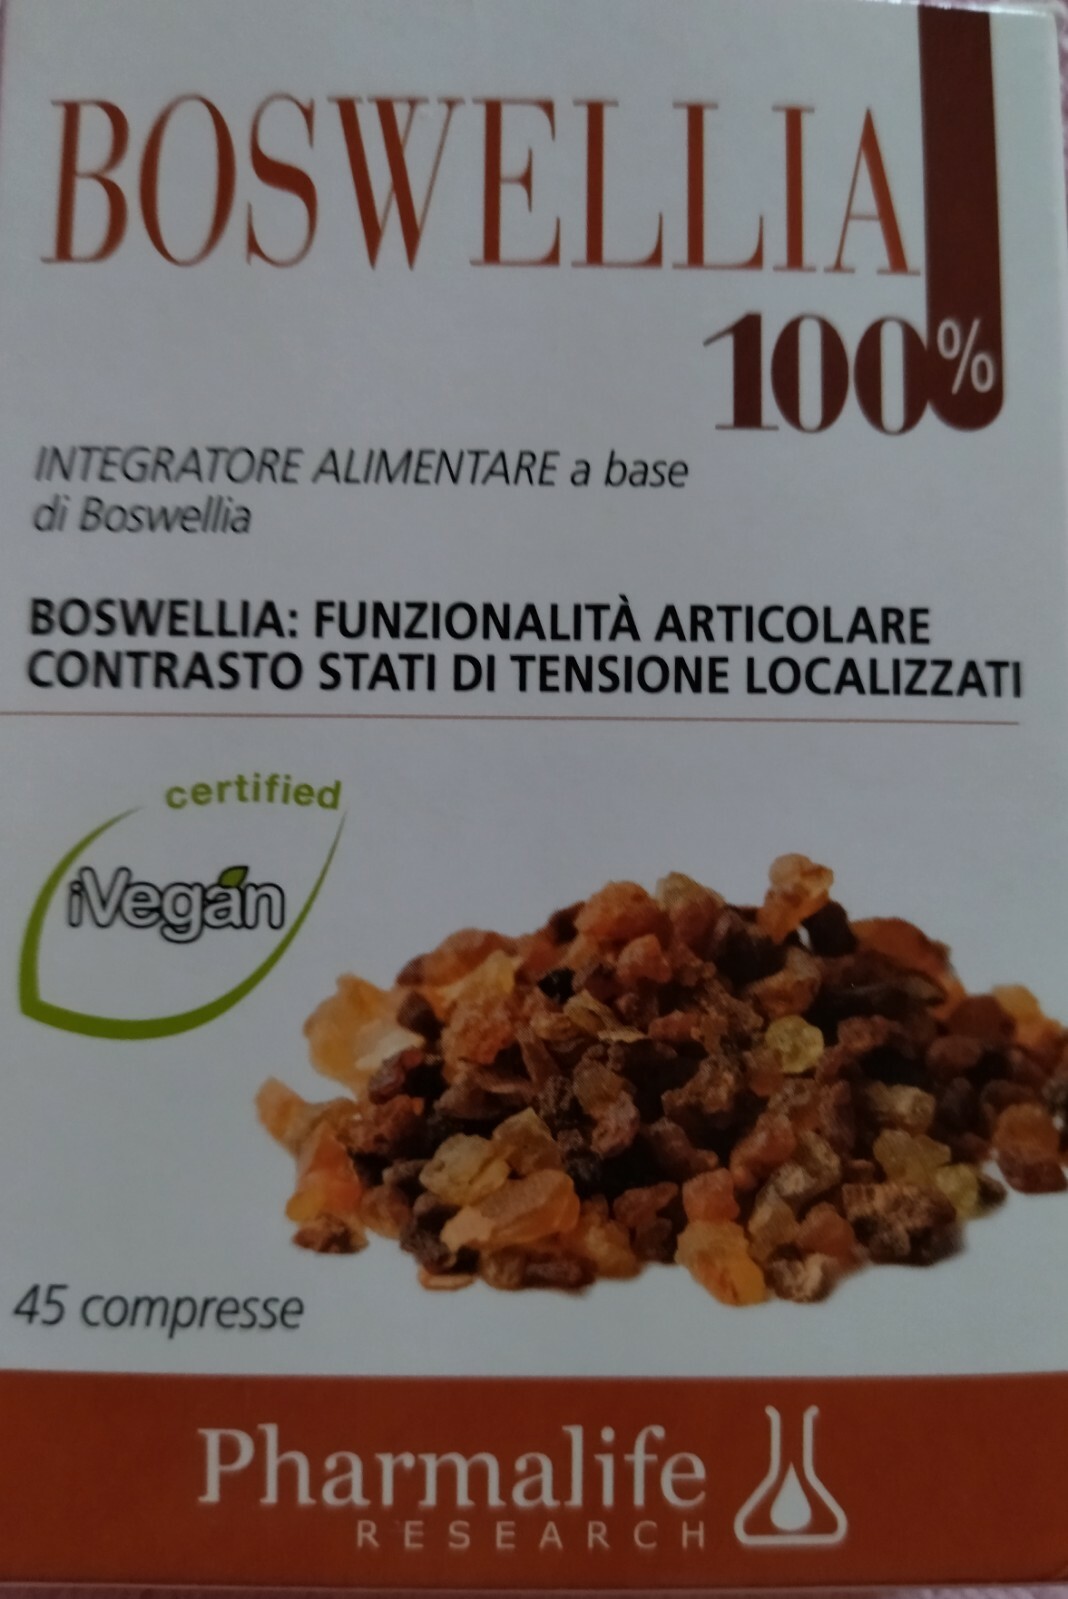 BOSWELLIA
100%
INTEGRATORE ALIMENTARE a base
di Boswellia
BOSWELLIA: FUNZIONALITÀ ARTICOLARE
CONTRASTO STATI DI TENSIONE LOCALIZZATI
certified
iVegan
45 compresse
Pharmalife
RESEARCH